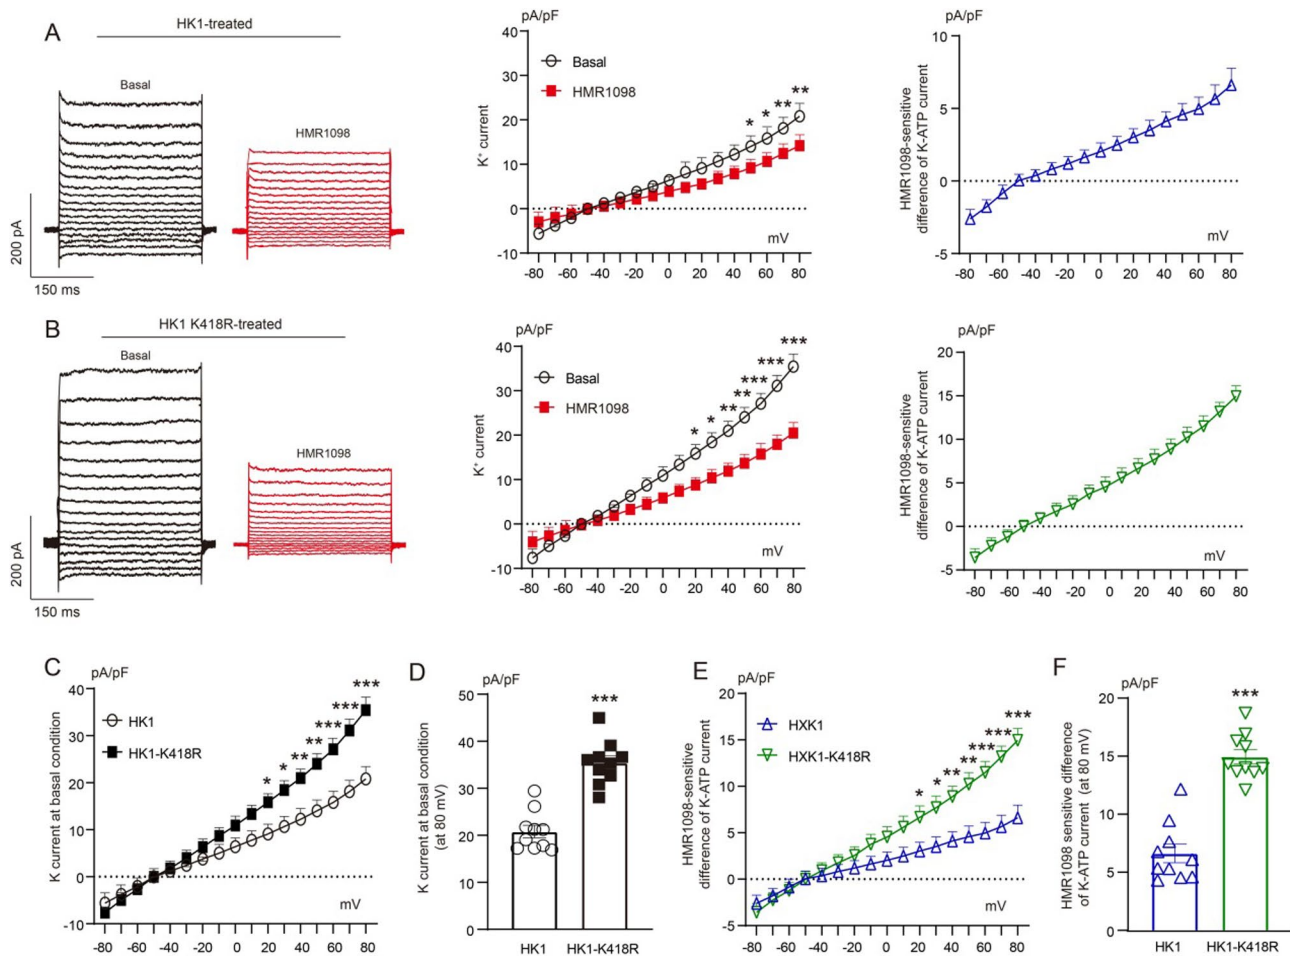 A
HK1-treated
Basal
HMR1098
200 pA
150 ms
pA/pF
40
30
20
10
0
-10
K⁺ current
Basal
HMR1098
* * ** **
mV
-80 -60 -40 -20 0 20 40 60 80
pA/pF
10
5
0
-5
HMR1098-sensitive
difference of K-ATP current
mV
-80 -60 -40 -20 0 20 40 60 80
B
HK1 K418R-treated
Basal
HMR1098
200 pA
150 ms
pA/pF
40
30
20
10
0
-10
K⁺ current
Basal
HMR1098
* * ** ** *** *** ***
mV
-80 -60 -40 -20 0 20 40 60 80
pA/pF
20
15
10
5
0
-5
HMR1098-sensitive
difference of K-ATP current
mV
-80 -60 -40 -20 0 20 40 60 80
C
pA/pF
40
30
20
10
0
-10
K current at basal condition
HK1
HK1-K418R
* * ** ** *** *** ***
mV
-80 -60 -40 -20 0 20 40 60 80
D
pA/pF
50
40
30
20
10
0
K current at basal condition
(at 80 mV)
***
HK1 HK1-K418R
E
pA/pF
20
15
10
5
0
-5
HMR1098-sensitive
difference of K-ATP current
HXK1
HXK1-K418R
* * ** ** *** *** ***
mV
-80 -60 -40 -20 0 20 40 60 80
F
pA/pF
20
15
10
5
0
HMR1098 sensitive difference
of K-ATP current (at 80 mV)
***
HK1 HK1-K418R